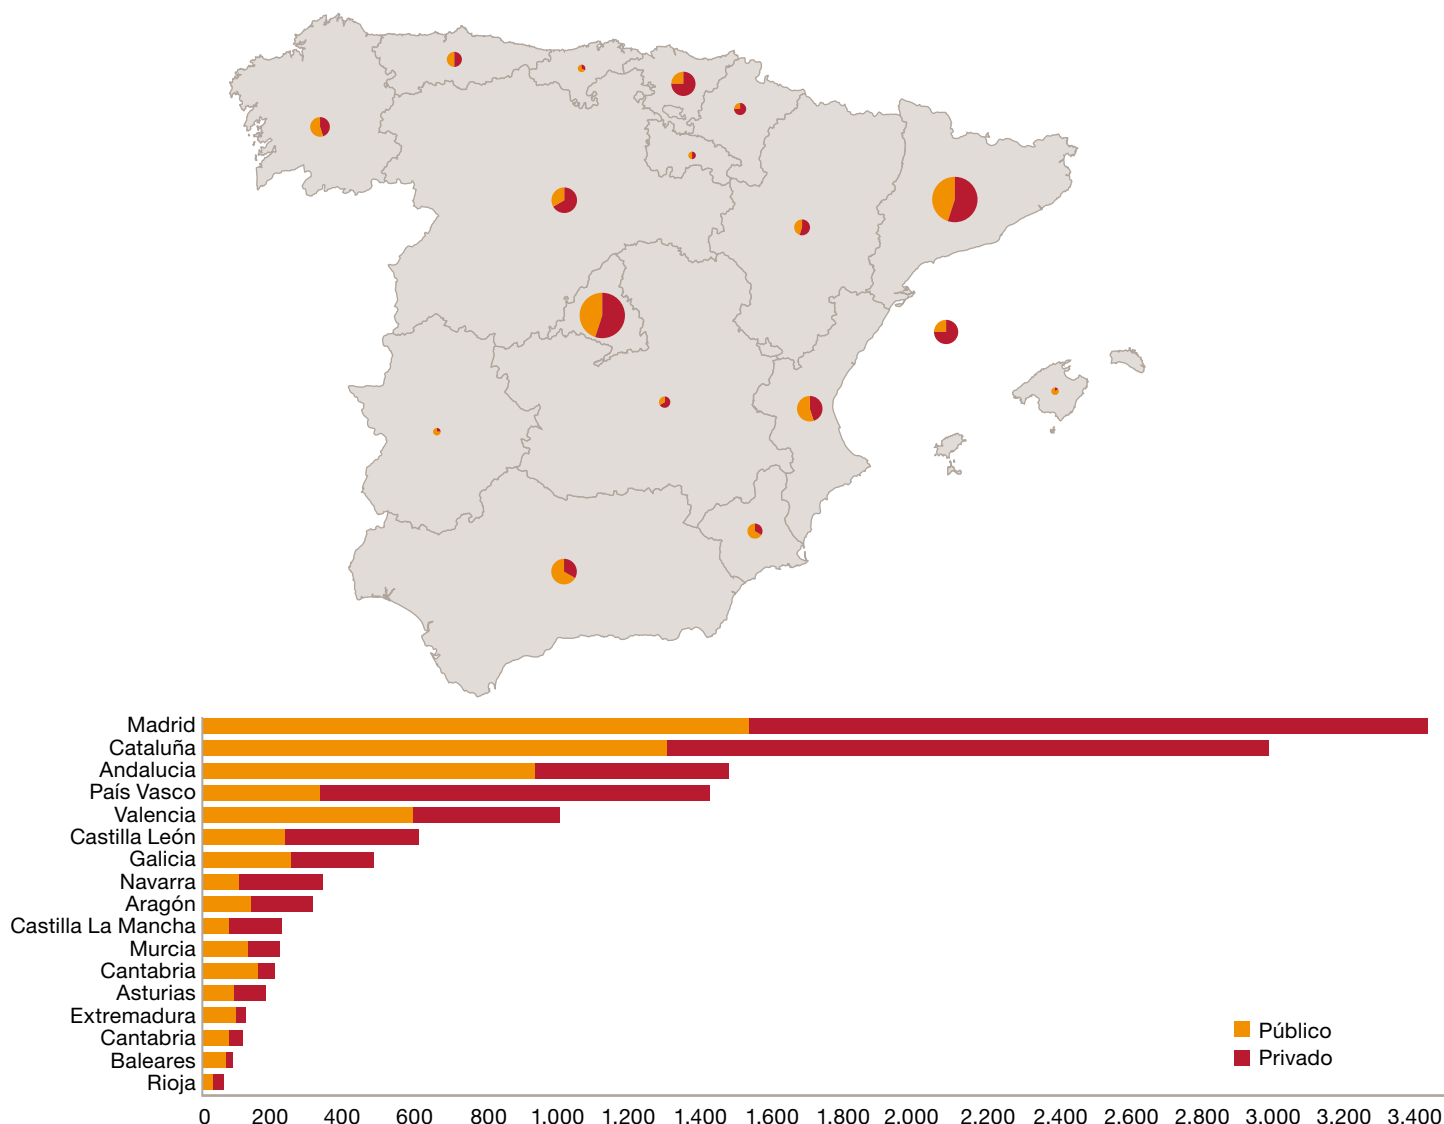 Madrid
Cataluña
Andalucia
País Vasco
Valencia
Castilla León
Galicia
Navarra
Aragón
Castilla La Mancha
Murcia
Cantabria
Asturias
Extremadura
Cantabria
Baleares
Rioja
Público
Privado
0 200 400 600 800 1.000 1.200 1.400 1.600 1.800 2.000 2.200 2.400 2.600 2.800 3.000 3.200 3.400